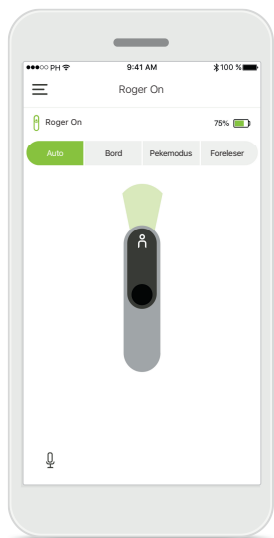 PH 9:41 AM 100 %
Roger On
Roger On 75%
Auto Bord Pekemodus Foreleser